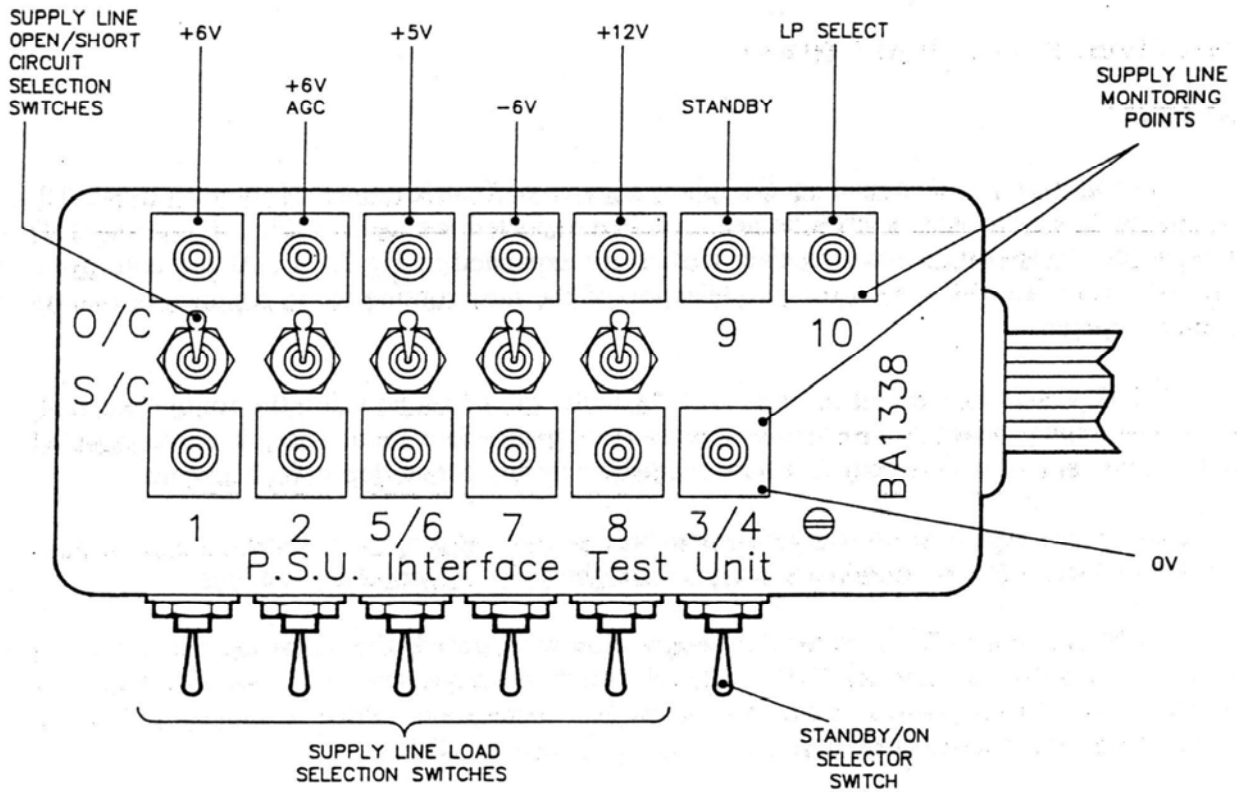 SUPPLY LINE
OPEN/SHORT
CIRCUIT
SELECTION
SWITCHES
+6V
+6V
AGC
+5V
-6V
+12V
STANDBY
LP SELECT
SUPPLY LINE
MONITORING
POINTS
O/C
S/C
9
10
BA1338
1
2
5/6
7
8
3/4
P.S.U. Interface Test Unit
0V
SUPPLY LINE LOAD
SELECTION SWITCHES
STANDBY/ON
SELECTOR
SWITCH